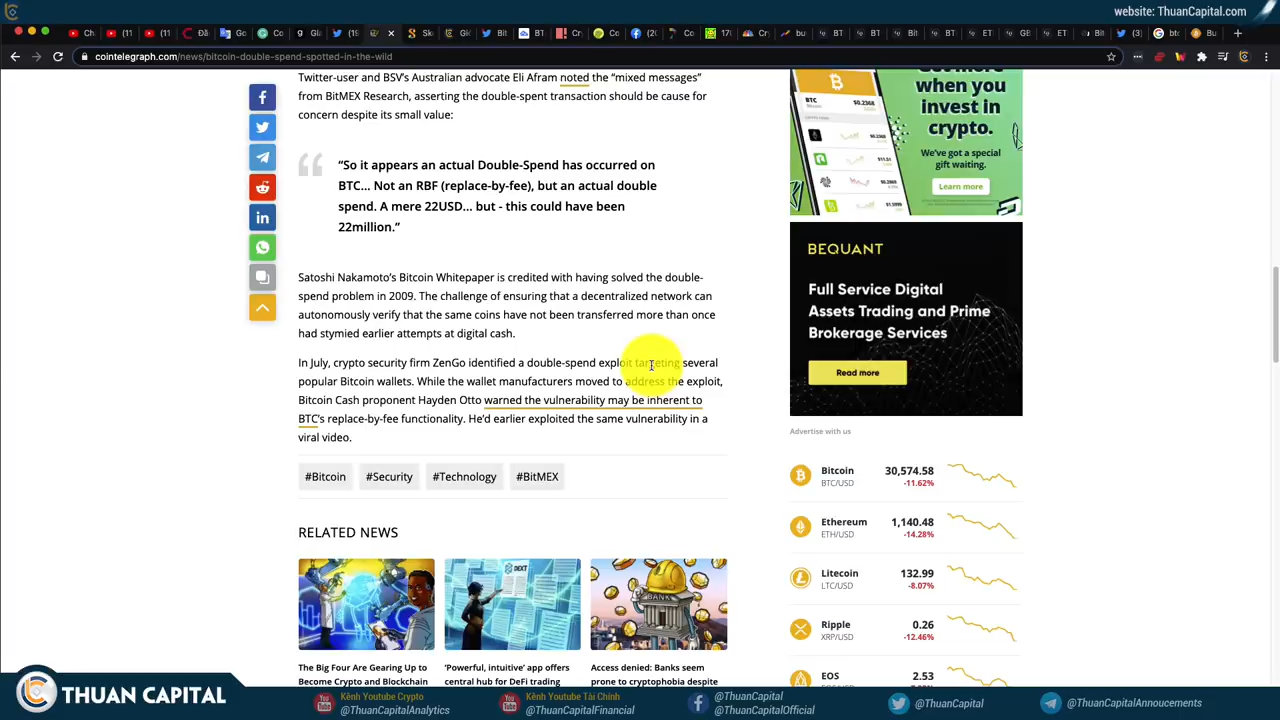 website: ThuanCapital.com
cointelegraph.com/news/bitcoin-double-spend-spotted-in-the-wild
Twitter-user and BSV's Australian advocate Eli Afram noted the “mixed messages”
from BitMEX Research, asserting the double-spent transaction should be cause for
concern despite its small value:
“So it appears an actual Double-Spend has occurred on
BTC... Not an RBF (replace-by-fee), but an actual double
spend. A mere 22USD... but - this could have been
22million.”
Satoshi Nakamoto's Bitcoin Whitepaper is credited with having solved the double-
spend problem in 2009. The challenge of ensuring that a decentralized network can
autonomously verify that the same coins have not been transferred more than once
had stymied earlier attempts at digital cash.
In July, crypto security firm ZenGo identified a double-spend exploit targeting several
popular Bitcoin wallets. While the wallet manufacturers moved to address the exploit,
Bitcoin Cash proponent Hayden Otto warned the vulnerability may be inherent to
BTC's replace-by-fee functionality. He'd earlier exploited the same vulnerability in a
viral video.
#Bitcoin
#Security
#Technology
#BitMEX
RELATED NEWS
BANK
The Big Four Are Gearing Up to
Become Crypto and Blockchain
‘Powerful, intuitive’ app offers
central hub for DeFi trading
Access denied: Banks seem
prone to cryptophobia despite
when you
invest in
crypto.
We've got a special
gift waiting.
Learn more
BTC
$0.2368
BEQUANT
Full Service Digital
Assets Trading and Prime
Brokerage Services
Read more
Advertise with us
Bitcoin 30,574.58
BTC/USD -11.62%
Ethereum 1,140.48
ETH/USD -14.28%
Litecoin 132.99
LTC/USD -8.07%
Ripple 0.26
XRP/USD -12.46%
EOS 2.53
THUAN CAPITAL
Kênh Youtube Crypto
@ThuanCapitalAnalytics
Kênh Youtube Tài Chính
@ThuanCapitalFinancial
@ThuanCapital
@ThuanCapitalOfficial
@ThuanCapital
@ThuanCapitalAnnoucements